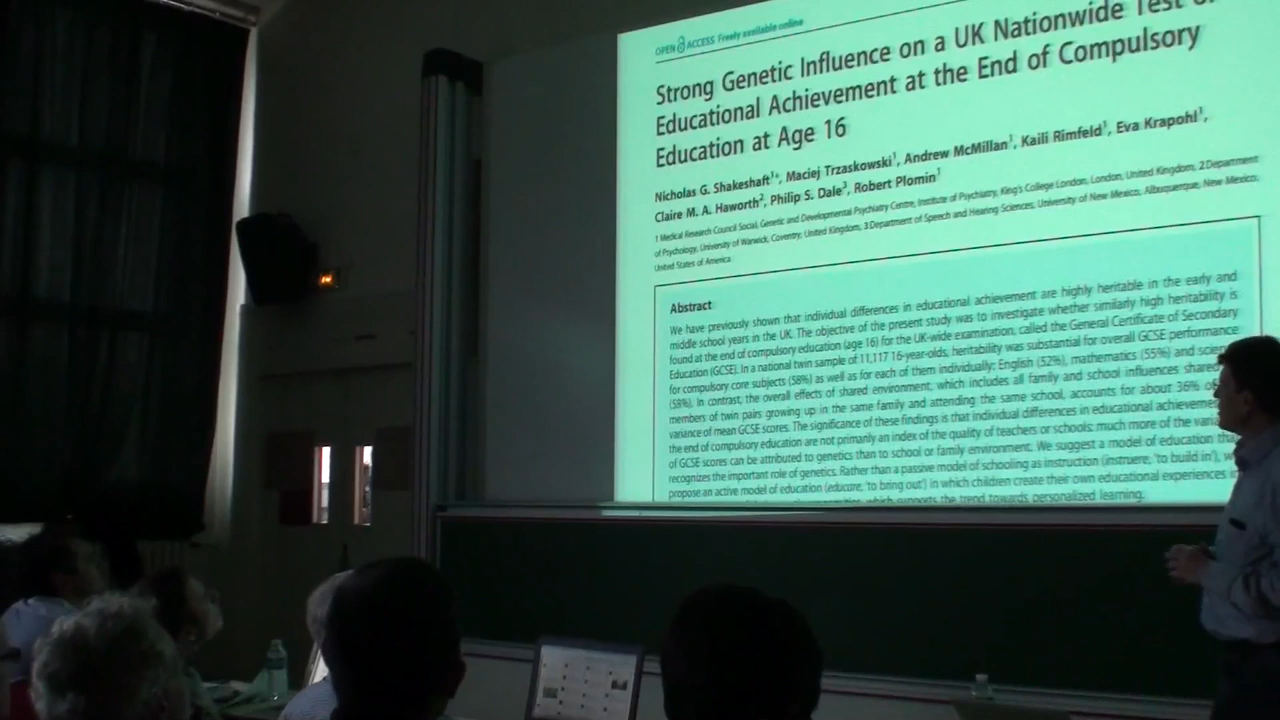 OPEN ACCESS Freely available online
Strong Genetic Influence on a UK Nationwide Test of
Educational Achievement at the End of Compulsory
Education at Age 16
Nicholas G. Shakeshaft1*, Maciej Trzaskowski1, Andrew McMillan1, Kaili Rimfeld1, Eva Krapohl1,
Claire M. A. Haworth2, Philip S. Dale3, Robert Plomin1
1 Medical Research Council Social, Genetic and Developmental Psychiatry Centre, Institute of Psychiatry, King's College London, London, United Kingdom, 2 Department
of Psychology, University of Warwick, Coventry, United Kingdom, 3 Department of Speech and Hearing Sciences, University of New Mexico, Albuquerque, New Mexico,
United States of America
Abstract
We have previously shown that individual differences in educational achievement are highly heritable in the early and
middle school years in the UK. The objective of the present study was to investigate whether similarly high heritability is
found at the end of compulsory education (age 16) for the UK-wide examination, called the General Certificate of Secondary
Education (GCSE). In a national twin sample of 11,117 16-year-olds, heritability was substantial for overall GCSE performance
for compulsory core subjects (58%) as well as for each of them individually: English (52%), mathematics (55%) and scien
(58%). In contrast, the overall effects of shared environment, which includes all family and school influences shared
members of twin pairs growing up in the same family and attending the same school, accounts for about 36% of
variance of mean GCSE scores. The significance of these findings is that individual differences in educational achieveme
the end of compulsory education are not primarily an index of the quality of teachers or schools: much more of the varia
of GCSE scores can be attributed to genetics than to school or family environment. We suggest a model of education tha
recognizes the important role of genetics. Rather than a passive model of schooling as instruction (instruere, 'to build in'), w
propose an active model of education (educare, 'to bring out') in which children create their own educational experiences
which supports the trend towards personalized learning.